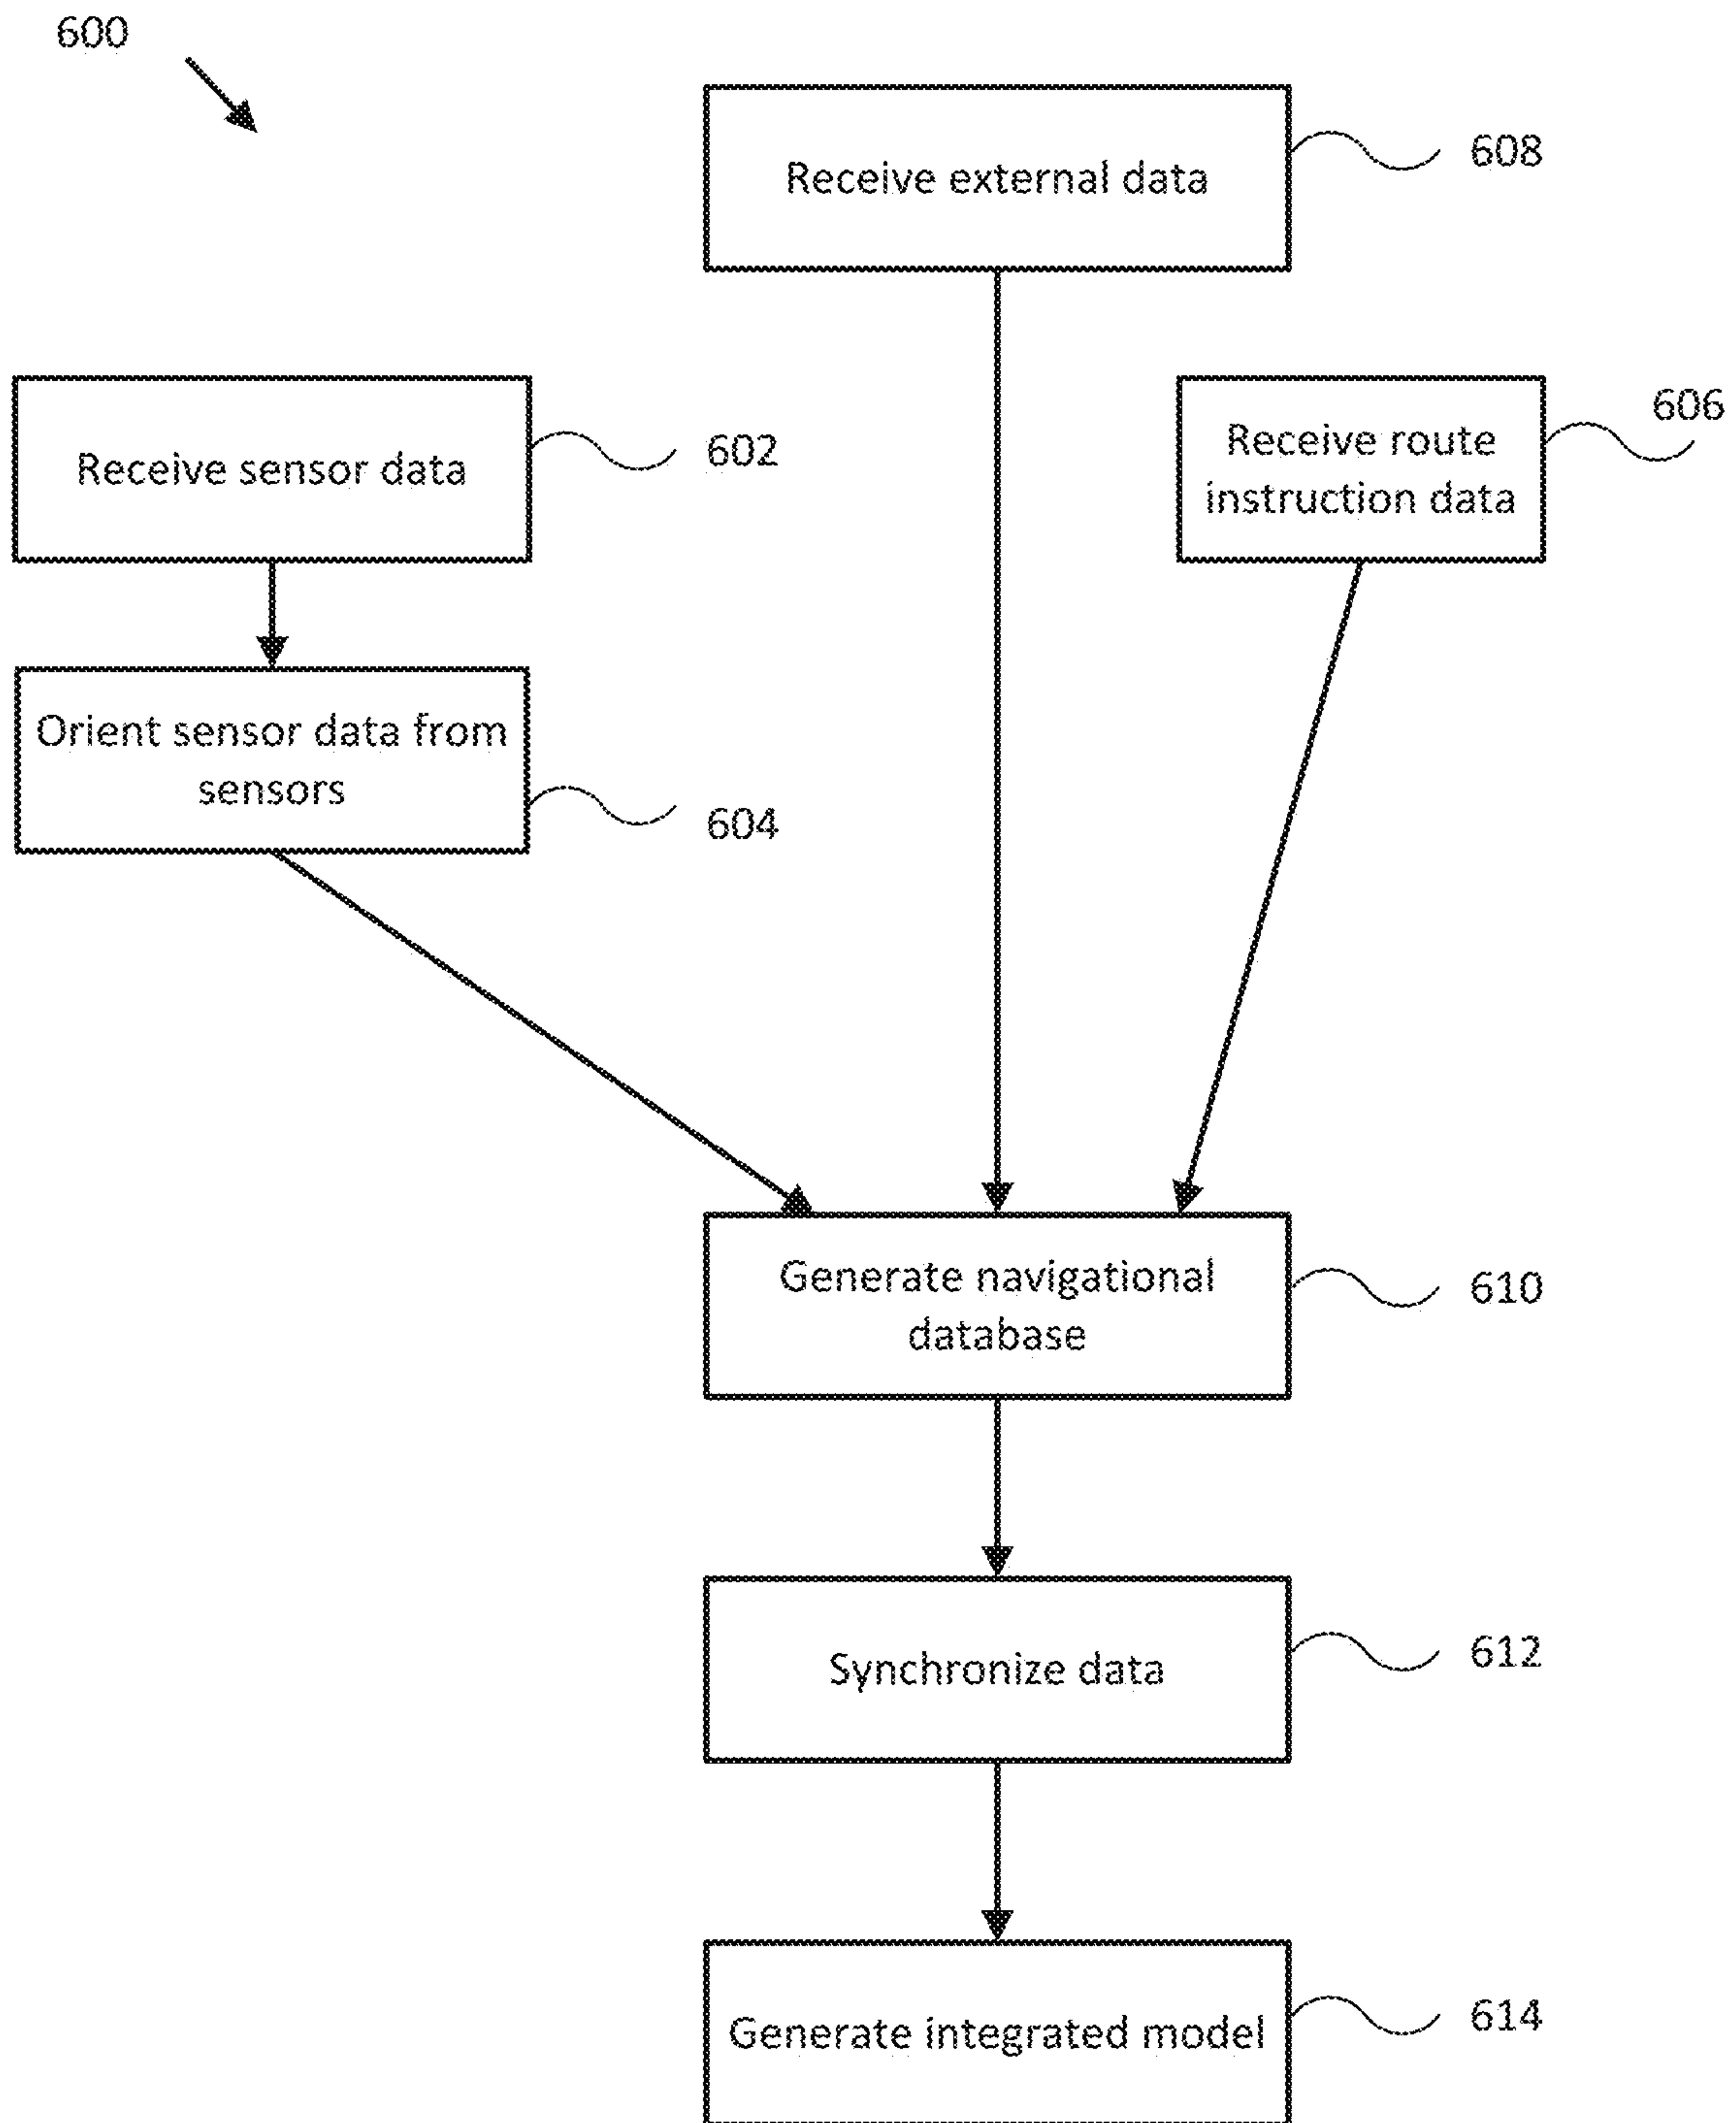 600
Receive external data
608
Receive sensor data
602
Receive route
instruction data
606
Orient sensor data from
sensors
604
Generate navigational
database
610
Synchronize data
612
Generate integrated model
614